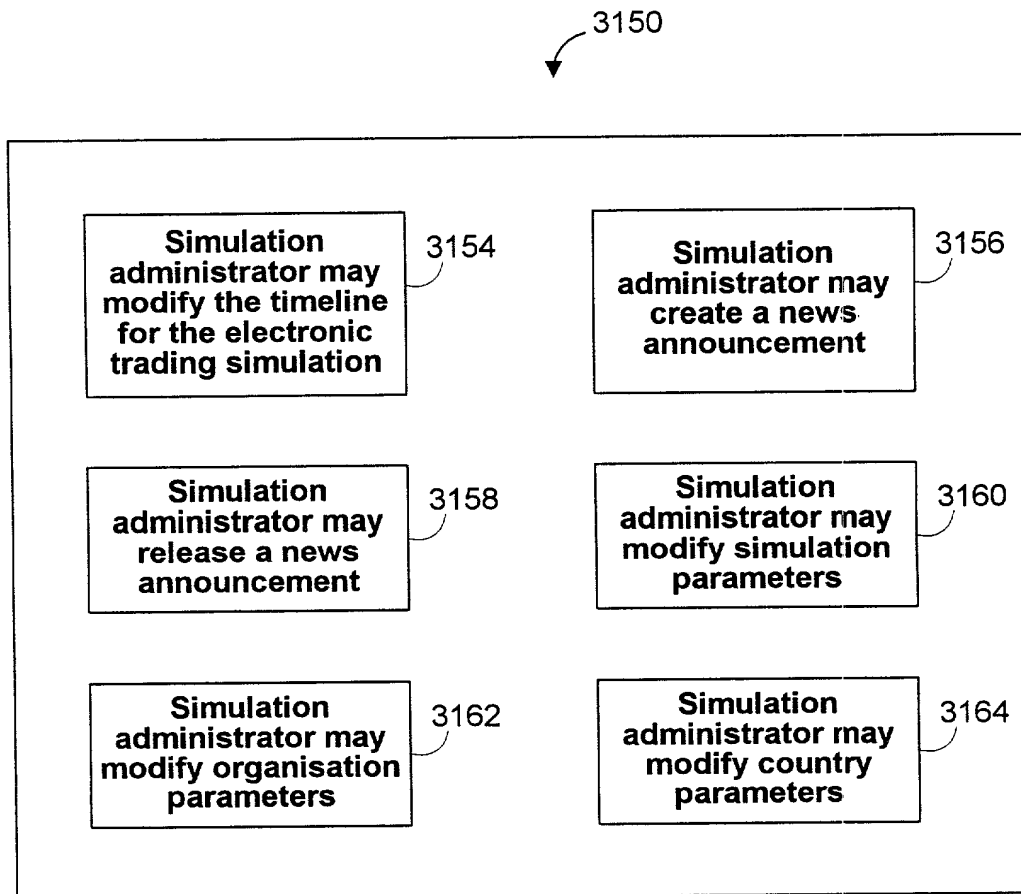 3150
Simulation
administrator may
modify the timeline
for the electronic
trading simulation
3154
Simulation
administrator may
create a news
announcement
3156
Simulation
administrator may
release a news
announcement
3158
Simulation
administrator may
modify simulation
parameters
3160
Simulation
administrator may
modify organisation
parameters
3162
Simulation
administrator may
modify country
parameters
3164